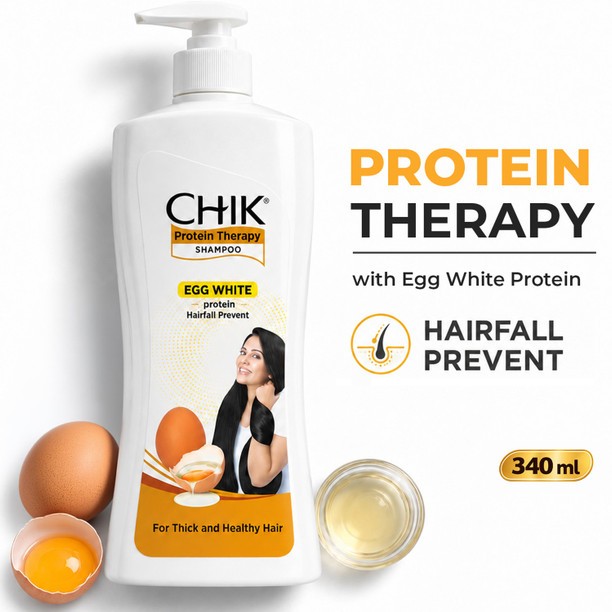 CHIK®
Protein Therapy
SHAMPOO
EGG WHITE
protein
Hairfall Prevent
For Thick and Healthy Hair
PROTEIN
THERAPY
with Egg White Protein
HAIRFALL
PREVENT
340 ml